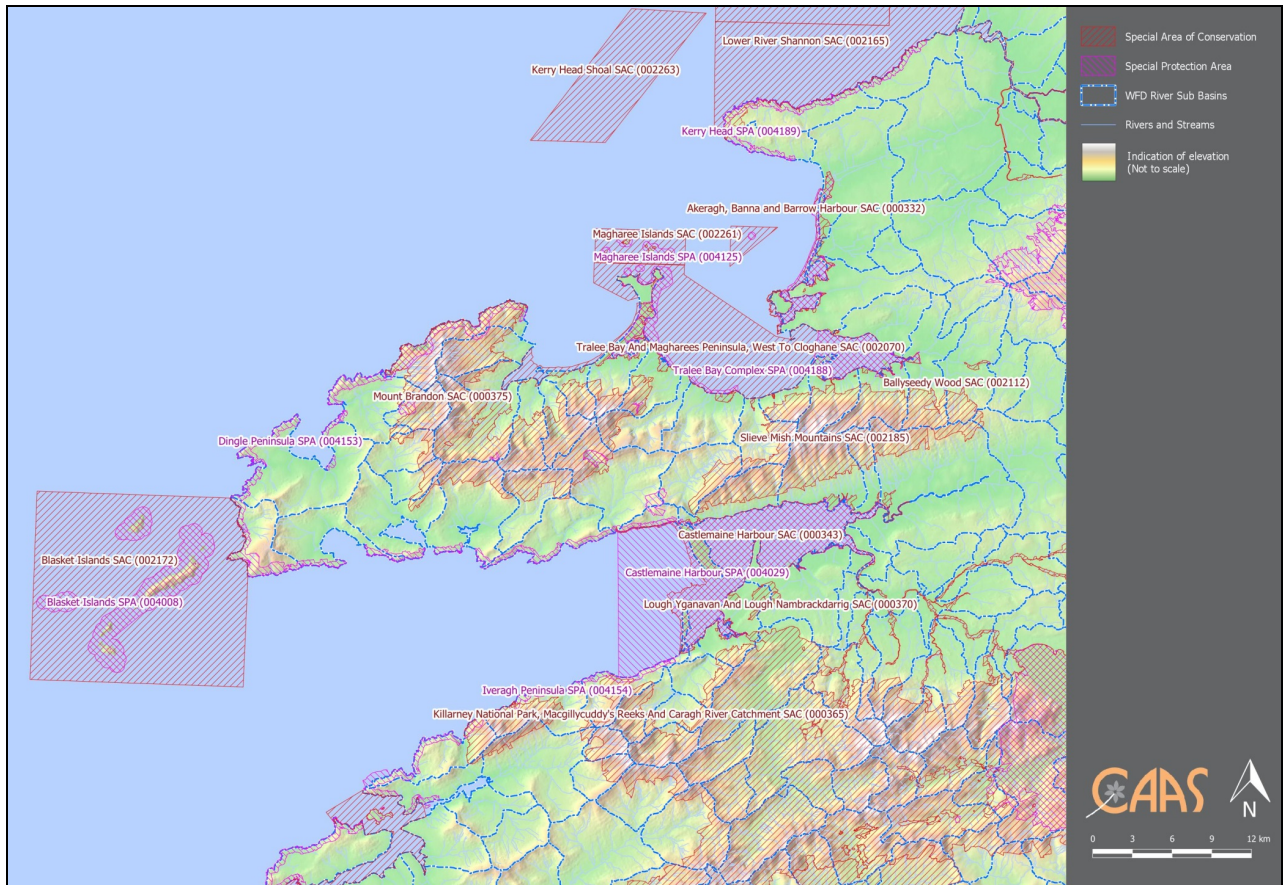 Lower River Shannon SAC (002165)
Kerry Head Shoal SAC (002263)
Kerry Head SPA (004189)
Akeragh, Banna and Barrow Harbour SAC (000332)
Magharee Islands SAC (002261)
Magharee Islands SPA (004125)
Tralee Bay And Magharees Peninsula, West To Cloghane SAC (002070)
Tralee Bay Complex SPA (004188)
Ballyseedy Wood SAC (002112)
Mount Brandon SAC (000375)
Dingle Peninsula SPA (004153)
Slieve Mish Mountains SAC (002185)
Castlemaine Harbour SAC (000343)
Blasket Islands SAC (002172)
Castlemaine Harbour SPA (004029)
Blasket Islands SPA (004008)
Lough Yganavan And Lough Nambrackdarrig SAC (000370)
Iveragh Peninsula SPA (004154)
Killarney National Park, Macgillycuddy's Reeks And Caragh River Catchment SAC (000365)
Special Area of Conservation
Special Protection Area
WFD River Sub Basins
Rivers and Streams
Indication of elevation
(Not to scale)
CAAS
N
0 3 6 9 12 km